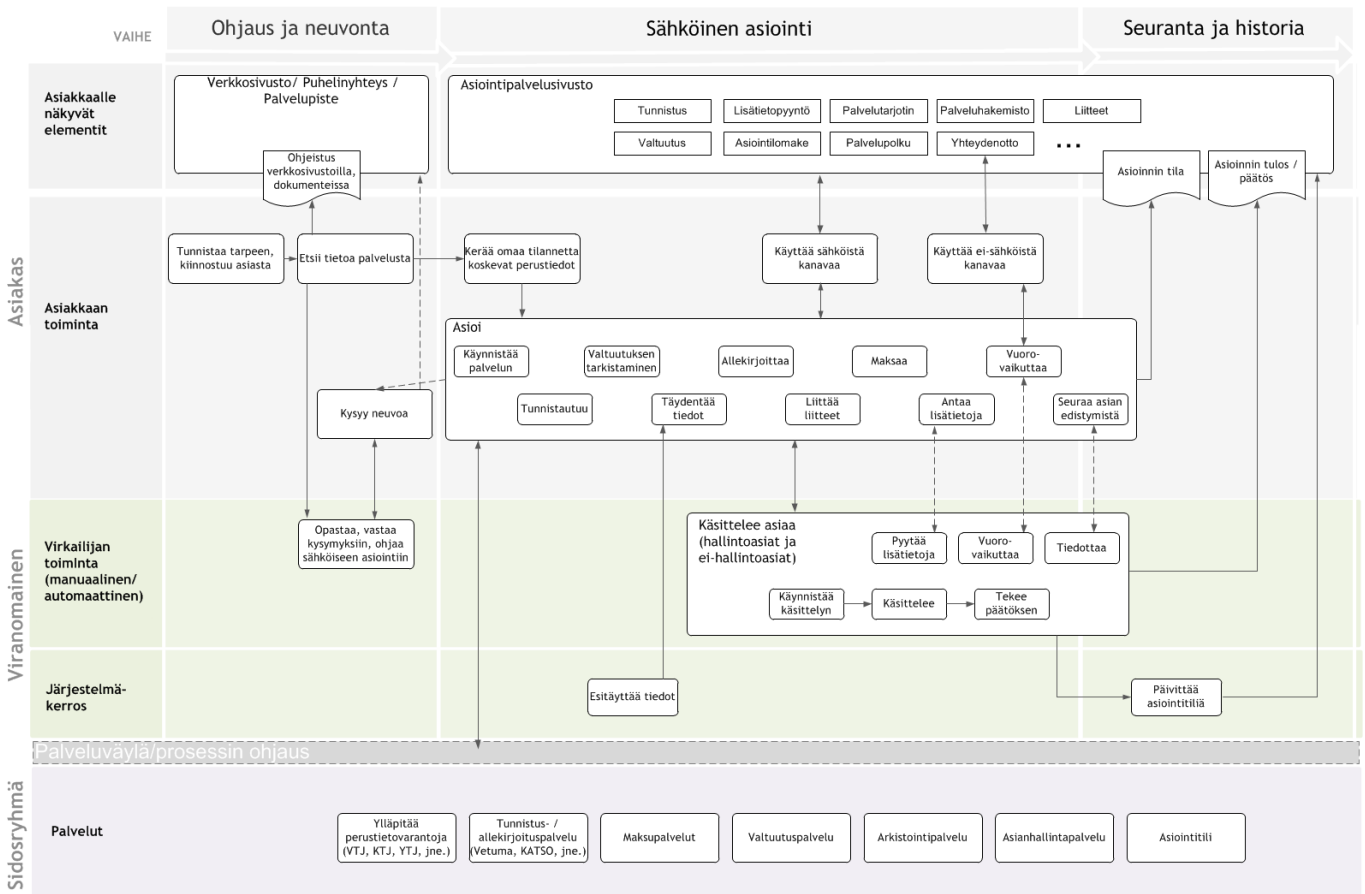 VAIHE
Ohjaus ja neuvonta
Sähköinen asiointi
Seuranta ja historia
Asiakas
Asiakkaalle
näkyvät
elementit
Verkkosivusto/ Puhelinyhteys /
Palvelupiste
Ohjeistus
verkkosivustoilla,
dokumenteissa
Asiointipalvelusivusto
Tunnistus
Lisätietopyyntö
Palvelutarjotin
Palveluhakemisto
Liitteet
Valtuutus
Asiointilomake
Palvelupolku
Yhteydenotto
...
Asioinnin tila
Asioinnin tulos /
päätös
Asiakkaan
toiminta
Tunnistaa tarpeen,
kiinnostuu asiasta
Etsii tietoa palvelusta
Kerää omaa tilannetta
koskevat perustiedot
Käyttää sähköistä
kanavaa
Käyttää ei-sähköistä
kanavaa
Asioi
Käynnistää
palvelun
Valtuutuksen
tarkistaminen
Allekirjoittaa
Maksaa
Vuoro-
vaikuttaa
Kysyy neuvoa
Tunnistautuu
Täydentää
tiedot
Liittää
liitteet
Antaa
lisätietoja
Seuraa asian
edistymistä
Viranomainen
Virkailijan
toiminta
(manuaalinen/
automaattinen)
Opastaa, vastaa
kysymyksiin, ohjaa
sähköiseen asiointiin
Käsittelee asiaa
(hallintoasiat ja
ei-hallintoasiat)
Pyytää
lisätietoja
Vuoro-
vaikuttaa
Tiedottaa
Käynnistää
käsittelyn
Käsittelee
Tekee
päätöksen
Järjestelmä-
kerros
Esitäyttää tiedot
Päivittää
asiointitiliä
Palveluväylä/prosessin ohjaus
Sidosryhmä
Palvelut
Ylläpitää
perustietovarantoja
(VTJ, KTJ, YTJ, jne.)
Tunnistus- /
allekirjoituspalvelu
(Vetuma, KATSO, jne.)
Maksupalvelut
Valtuutuspalvelu
Arkistointipalvelu
Asianhallintapalvelu
Asiointitili